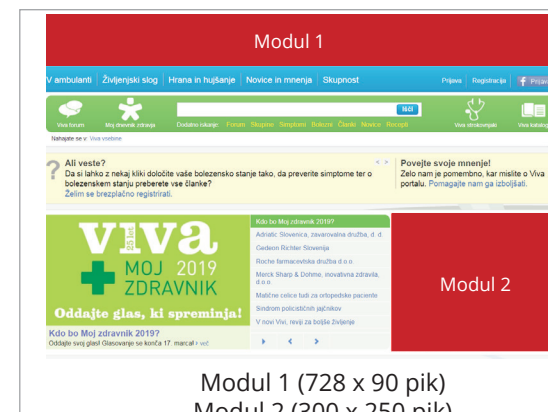 Modul 1
V ambulanti Življenjski slog Hrana in hujšanje Novice in mnenja Skupnost Prijava Registracija f Prijava
Išči
Viva forum Moj dnevnik zdravja Dodatno iskanje: Forum Skupine Simptomi Bolezni Članki Novice Recepti Viva strokovnjaki Viva katalog
Nahajate se v: Viva vsebine
Ali veste?
Da si lahko z nekaj kliki določite vaše bolezensko stanje tako, da preverite simptome ter o
bolezenskem stanju preberete vse članke?
Želim se brezplačno registrirati.
Povejte svoje mnenje!
Zelo nam je pomembno, kar mislite o Viva
portalu. Pomagajte nam ga izboljšati.
25 let
viva
MOJ 2019
ZDRAVNIK
Oddajte glas, ki spreminja!
Kdo bo Moj zdravnik 2019?
Oddajte svoj glas! Glasovanje se konča 17. marca! › več
Kdo bo Moj zdravnik 2019?
Adriatic Slovenica, zavarovalna družba, d. d.
Gedeon Richter Slovenija
Roche farmacevtska družba d.o.o.
Merck Sharp & Dohme, inovativna zdravila,
d.o.o.
Matične celice tudi za ortopedske paciente
Sindrom policističnih jajčnikov
V novi Vivi, reviji za boljše življenje
Modul 2
Modul 1 (728 x 90 pik)
Modul 2 (300 x 250 pik)